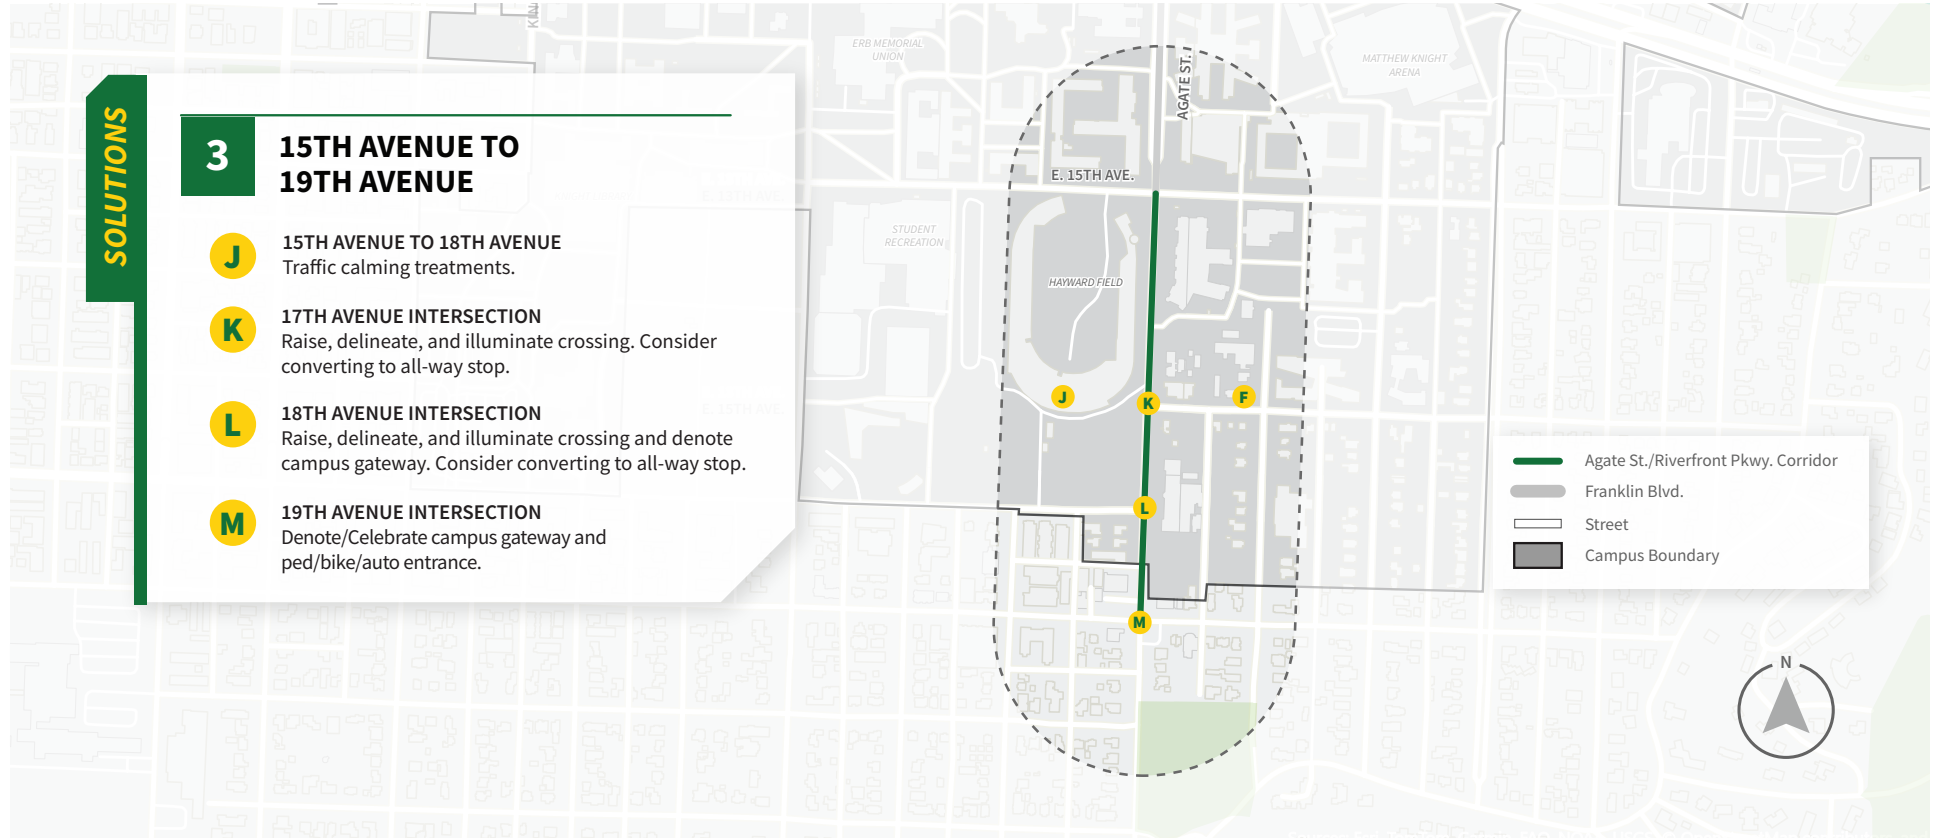 SOLUTIONS
3
15TH AVENUE TO
19TH AVENUE
J
15TH AVENUE TO 18TH AVENUE
Traffic calming treatments.
K
17TH AVENUE INTERSECTION
Raise, delineate, and illuminate crossing. Consider
converting to all-way stop.
L
18TH AVENUE INTERSECTION
Raise, delineate, and illuminate crossing and denote
campus gateway. Consider converting to all-way stop.
M
19TH AVENUE INTERSECTION
Denote/Celebrate campus gateway and
ped/bike/auto entrance.
ERB MEMORIAL
UNION
MATTHEW KNIGHT
ARENA
AGATE ST.
E. 15TH AVE.
STUDENT
RECREATION
HAYWARD FIELD
J
K
F
L
M
Agate St./Riverfront Pkwy. Corridor
Franklin Blvd.
Street
Campus Boundary
N